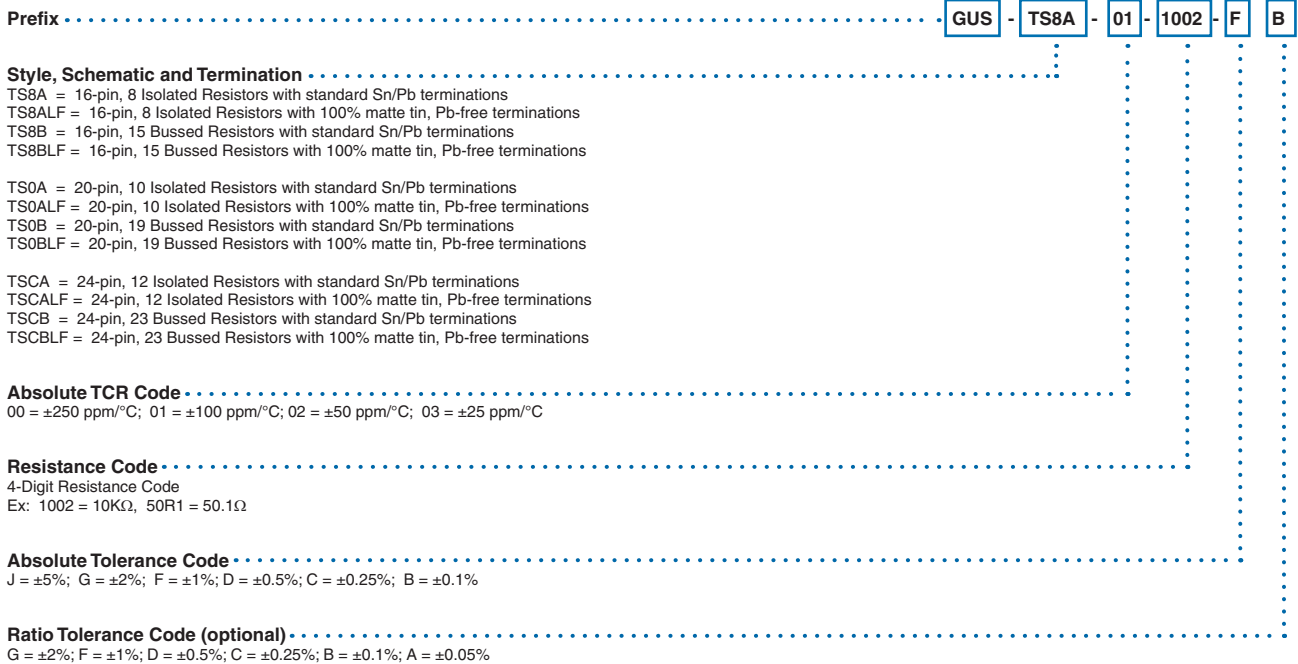 Prefix GUS - TS8A - 01 - 1002 - F B
Style, Schematic and Termination
TS8A = 16-pin, 8 Isolated Resistors with standard Sn/Pb terminations
TS8ALF = 16-pin, 8 Isolated Resistors with 100% matte tin, Pb-free terminations
TS8B = 16-pin, 15 Bussed Resistors with standard Sn/Pb terminations
TS8BLF = 16-pin, 15 Bussed Resistors with 100% matte tin, Pb-free terminations
TS0A = 20-pin, 10 Isolated Resistors with standard Sn/Pb terminations
TS0ALF = 20-pin, 10 Isolated Resistors with 100% matte tin, Pb-free terminations
TS0B = 20-pin, 19 Bussed Resistors with standard Sn/Pb terminations
TS0BLF = 20-pin, 19 Bussed Resistors with 100% matte tin, Pb-free terminations
TSCA = 24-pin, 12 Isolated Resistors with standard Sn/Pb terminations
TSCALF = 24-pin, 12 Isolated Resistors with 100% matte tin, Pb-free terminations
TSCB = 24-pin, 23 Bussed Resistors with standard Sn/Pb terminations
TSCBLF = 24-pin, 23 Bussed Resistors with 100% matte tin, Pb-free terminations
Absolute TCR Code
00 = ±250 ppm/°C; 01 = ±100 ppm/°C; 02 = ±50 ppm/°C; 03 = ±25 ppm/°C
Resistance Code
4-Digit Resistance Code
Ex: 1002 = 10KΩ, 50R1 = 50.1Ω
Absolute Tolerance Code
J = ±5%; G = ±2%; F = ±1%; D = ±0.5%; C = ±0.25%; B = ±0.1%
Ratio Tolerance Code (optional)
G = ±2%; F = ±1%; D = ±0.5%; C = ±0.25%; B = ±0.1%; A = ±0.05%